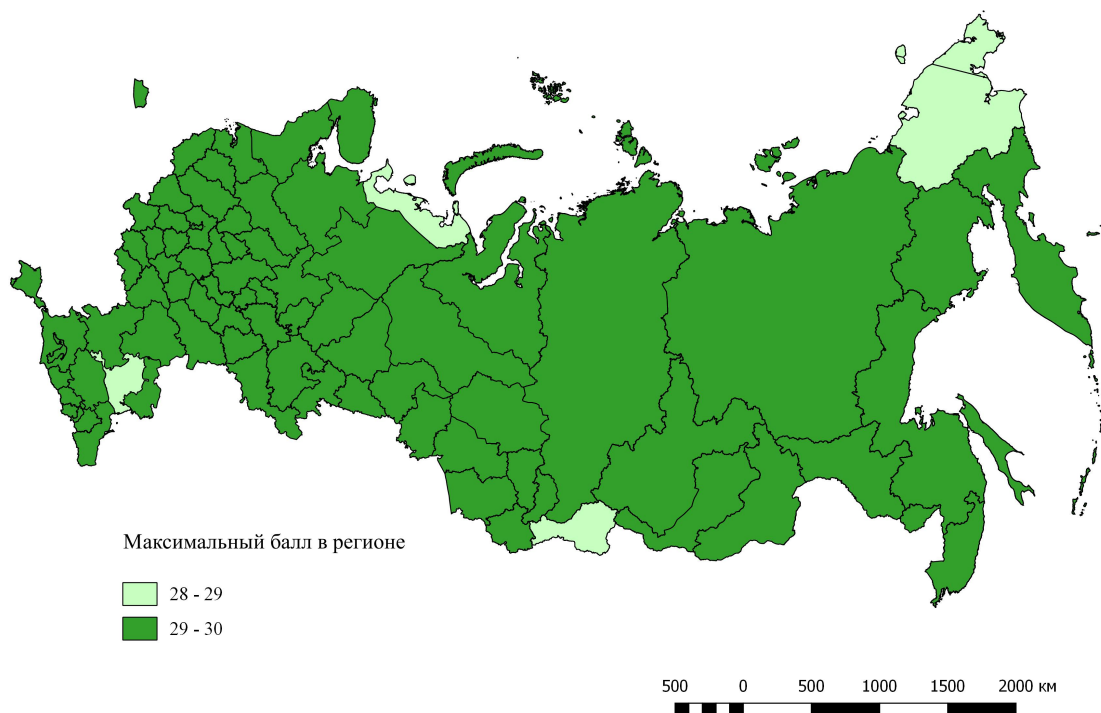 Максимальный балл в регионе
28 - 29
29 - 30
500 0 500 1000 1500 2000 км